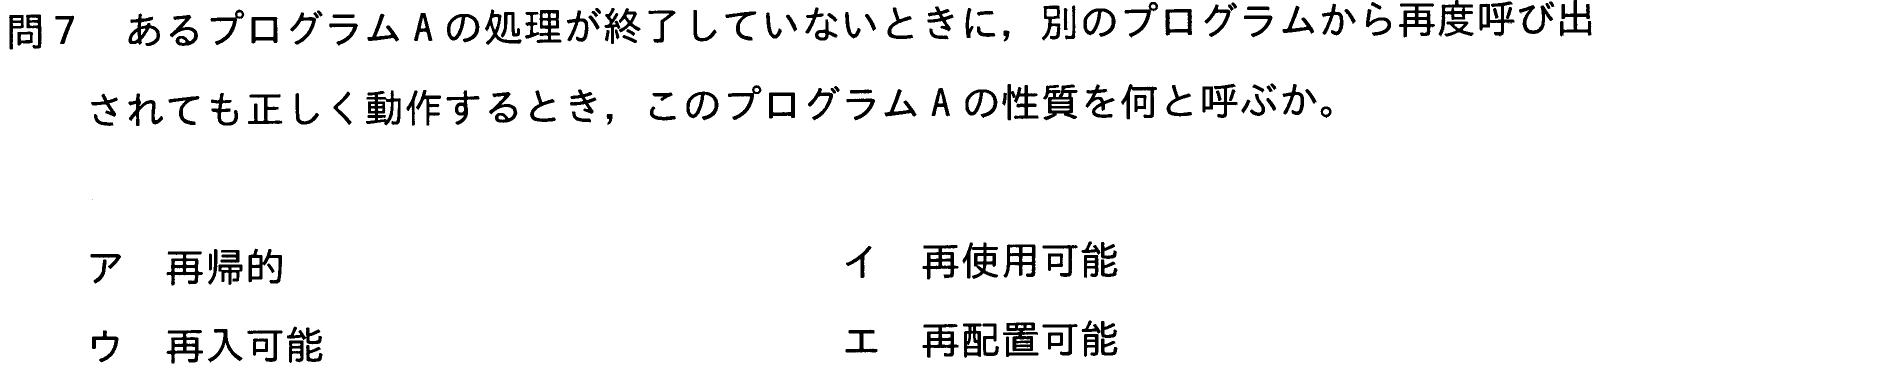 問7　あるプログラムAの処理が終了していないときに，別のプログラムから再度呼び出
されても正しく動作するとき，このプログラムAの性質を何と呼ぶか。
ア　再帰的　イ　再使用可能
ウ　再入可能　エ　再配置可能